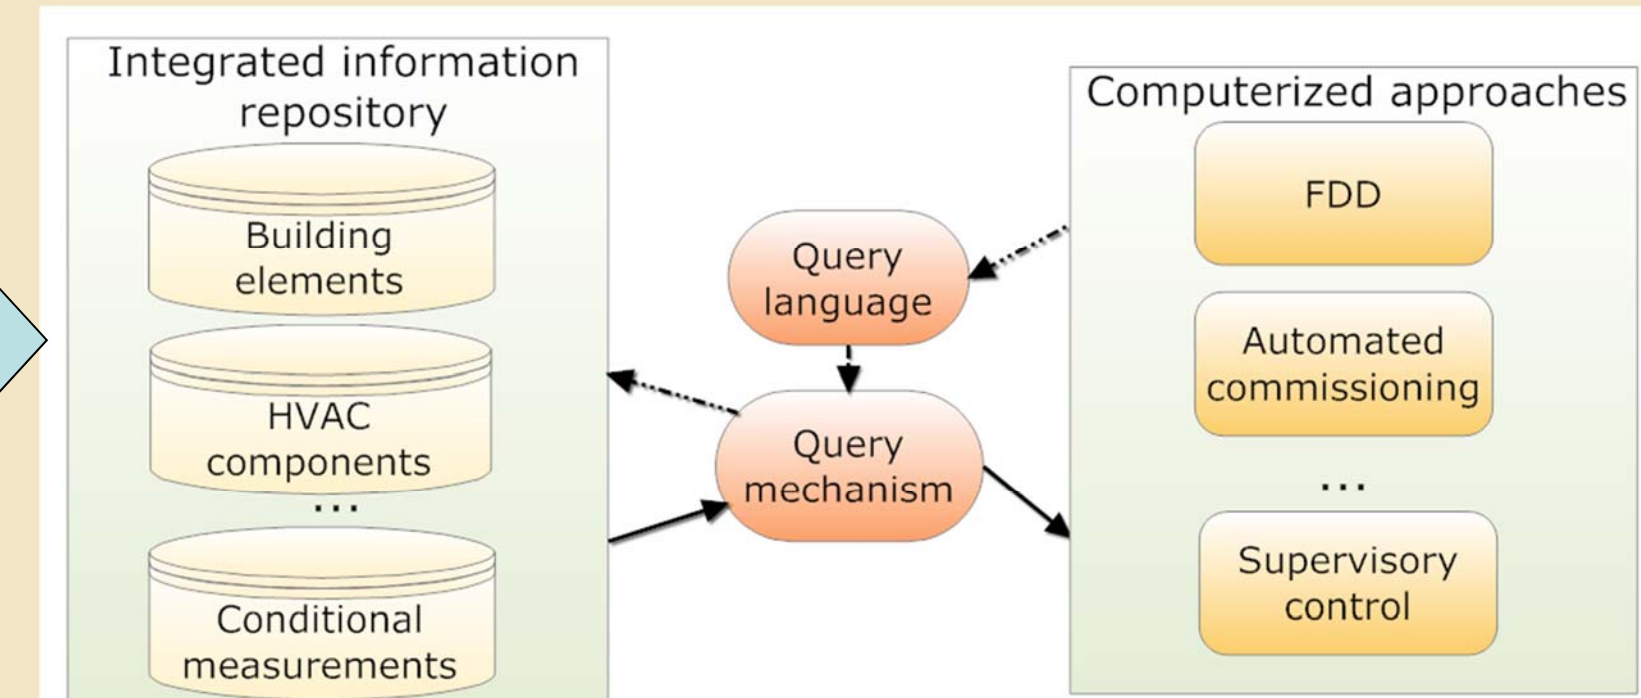 Integrated information
repository
Building
elements
HVAC
components
...
Conditional
measurements
Query
language
Query
mechanism
Computerized approaches
FDD
Automated
commissioning
...
Supervisory
control